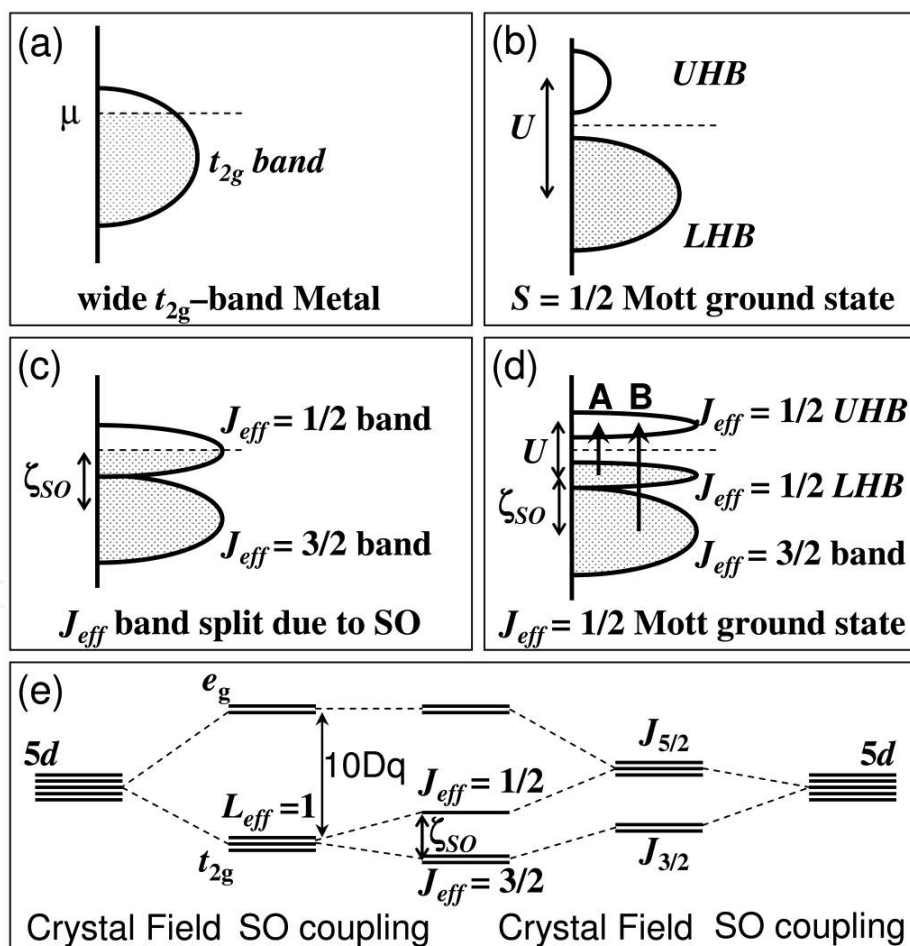 (a)
μ
t2g band
wide t2g–band Metal
(b)
UHB
U
LHB
S = 1/2 Mott ground state
(c)
Jeff = 1/2 band
ζSO
Jeff = 3/2 band
Jeff band split due to SO
(d)
A B
Jeff = 1/2 UHB
U
Jeff = 1/2 LHB
ζSO
Jeff = 3/2 band
Jeff = 1/2 Mott ground state
(e)
eg
5d
10Dq
J5/2
5d
Leff=1
Jeff = 1/2
ζSO
t2g
Jeff = 3/2
J3/2
Crystal Field SO coupling Crystal Field SO coupling